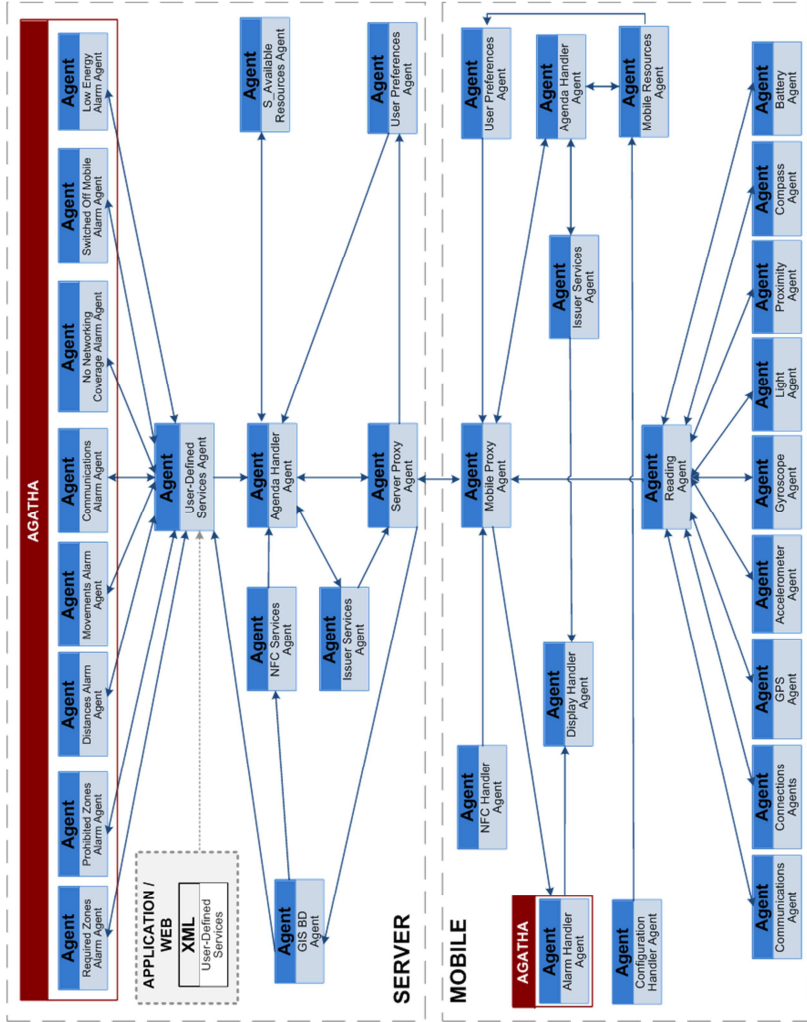 AGATHA
Agent
Required Zones
Alarm Agent
Agent
Prohibited Zones
Alarm Agent
Agent
Distances Alarm
Agent
Agent
Movements Alarm
Agent
Agent
Communications
Alarm Agent
Agent
No Networking
Coverage Alarm Agent
Agent
Switched Off Mobile
Alarm Agent
Agent
Low Energy
Alarm Agent
APPLICATION /
WEB
XML
User-Defined
Services
Agent
User-Defined
Services Agent
Agent
GIS BD
Agent
Agent
NFC Services
Agent
Agent
Agenda Handler
Agent
Agent
S_Available
Resources Agent
Agent
Issuer Services
Agent
Agent
Server Proxy
Agent
Agent
User Preferences
Agent
SERVER
MOBILE
Agent
NFC Handler
Agent
Agent
Mobile Proxy
Agent
Agent
User Preferences
Agent
AGATHA
Agent
Alarm Handler
Agent
Agent
Display Handler
Agent
Agent
Issuer Services
Agent
Agent
Agenda Handler
Agent
Agent
Configuration
Handler Agent
Agent
Reading
Agent
Agent
Mobile Resources
Agent
Agent
Communications
Agent
Agent
Connections
Agents
Agent
GPS
Agent
Agent
Accelerometer
Agent
Agent
Gyroscope
Agent
Agent
Light
Agent
Agent
Proximity
Agent
Agent
Compass
Agent
Agent
Battery
Agent